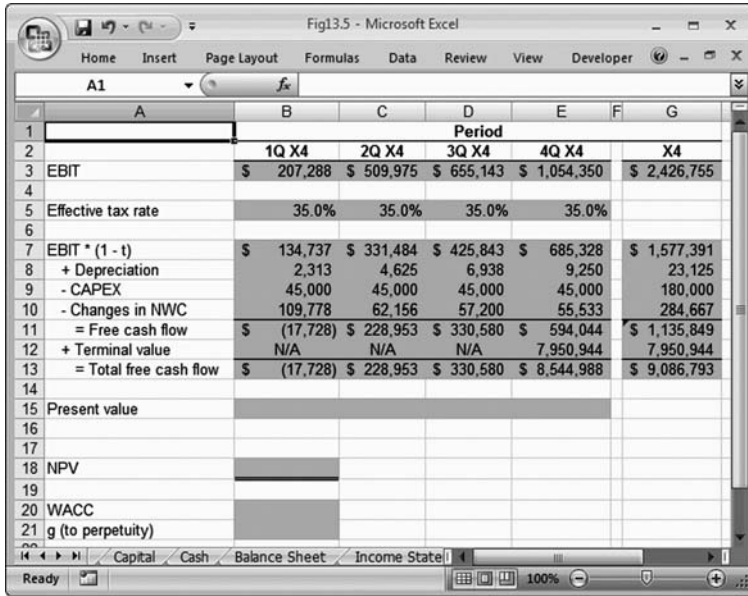 Fig13.5 - Microsoft Excel
Home Insert Page Layout Formulas Data Review View Developer
A1 fx
A B C D E F G
1 Period
2 1Q X4 2Q X4 3Q X4 4Q X4 X4
3 EBIT $ 207,288 $ 509,975 $ 655,143 $ 1,054,350 $ 2,426,755
4
5 Effective tax rate 35.0% 35.0% 35.0% 35.0%
6
7 EBIT * (1 - t) $ 134,737 $ 331,484 $ 425,843 $ 685,328 $ 1,577,391
8 + Depreciation 2,313 4,625 6,938 9,250 23,125
9 - CAPEX 45,000 45,000 45,000 45,000 180,000
10 - Changes in NWC 109,778 62,156 57,200 55,533 284,667
11 = Free cash flow $ (17,728) $ 228,953 $ 330,580 $ 594,044 $ 1,135,849
12 + Terminal value N/A N/A N/A 7,950,944 7,950,944
13 = Total free cash flow $ (17,728) $ 228,953 $ 330,580 $ 8,544,988 $ 9,086,793
14
15 Present value
16
17
18 NPV
19
20 WACC
21 g (to perpetuity)
Capital Cash Balance Sheet Income State
Ready 100%